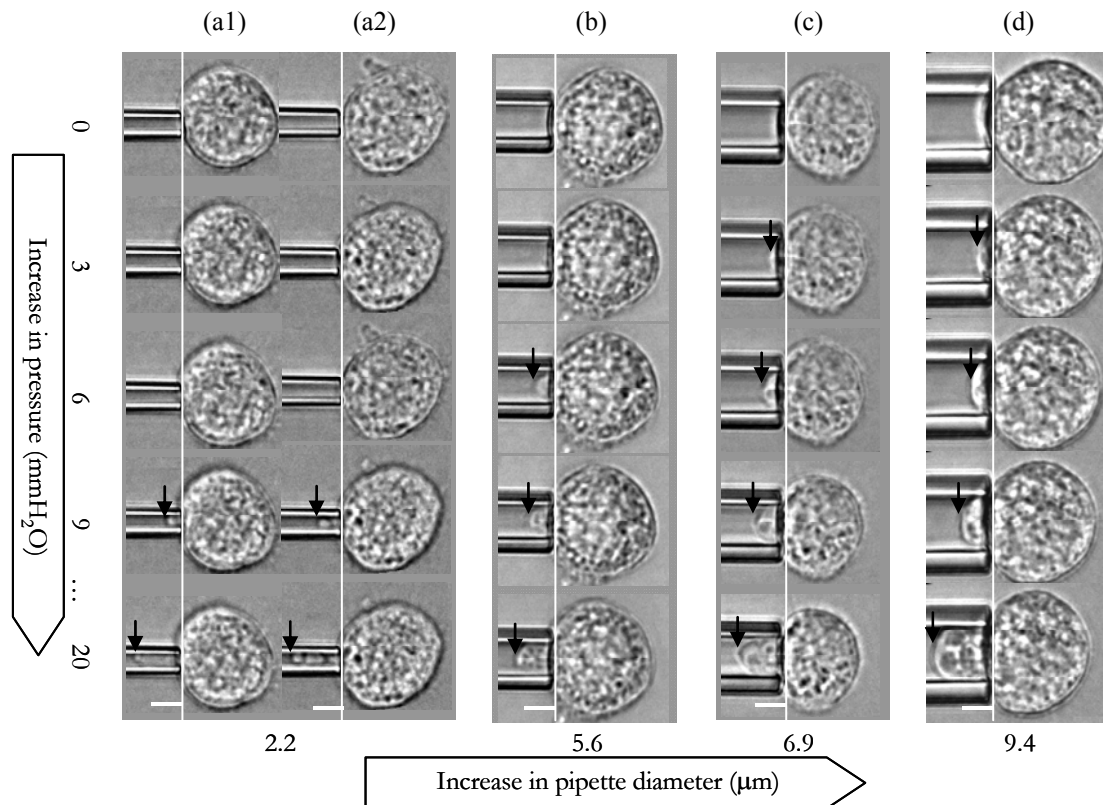 (a1) (a2) (b) (c) (d)
0
3
6
9
....
20
Increase in pressure (mmH₂O)
2.2 5.6 6.9 9.4
Increase in pipette diameter (μm)